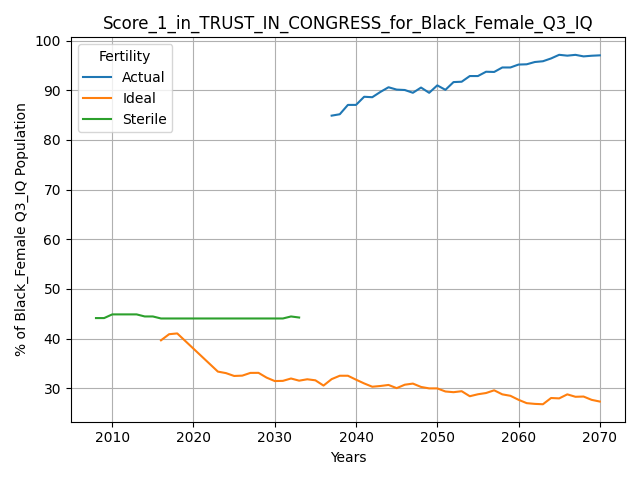 Score_1_in_TRUST_IN_CONGRESS_for_Black_Female_Q3_IQ
Fertility
Actual
Ideal
Sterile
% of Black_Female Q3_IQ Population
100
90
80
70
60
50
40
30
2010 2020 2030 2040 2050 2060 2070
Years